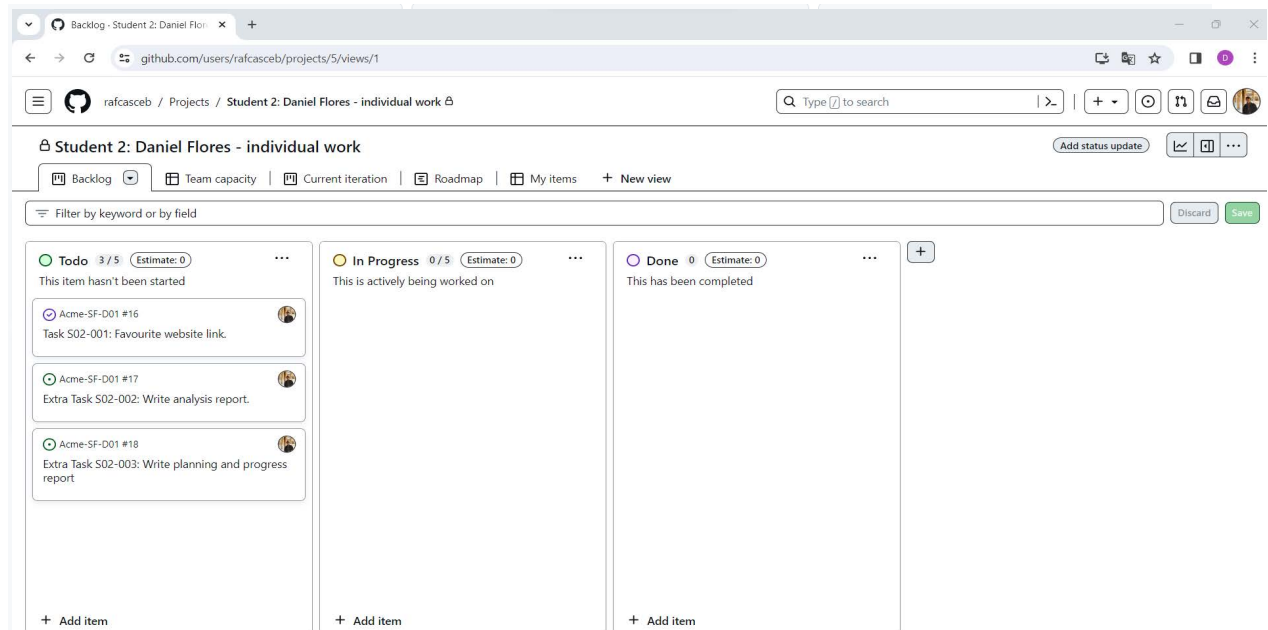 Backlog · Student 2: Daniel Flor
github.com/users/rafcasceb/projects/5/views/1
D
rafcasceb / Projects / Student 2: Daniel Flores - individual work
Type / to search
Student 2: Daniel Flores - individual work
Add status update
Backlog
Team capacity
Current iteration
Roadmap
My items
+ New view
Filter by keyword or by field
Discard
Save
Todo 3 / 5 Estimate: 0
This item hasn't been started
Acme-SF-D01 #16
Task S02-001: Favourite website link.
Acme-SF-D01 #17
Extra Task S02-002: Write analysis report.
Acme-SF-D01 #18
Extra Task S02-003: Write planning and progress
report
+ Add item
In Progress 0 / 5 Estimate: 0
This is actively being worked on
+ Add item
Done 0 Estimate: 0
This has been completed
+ Add item